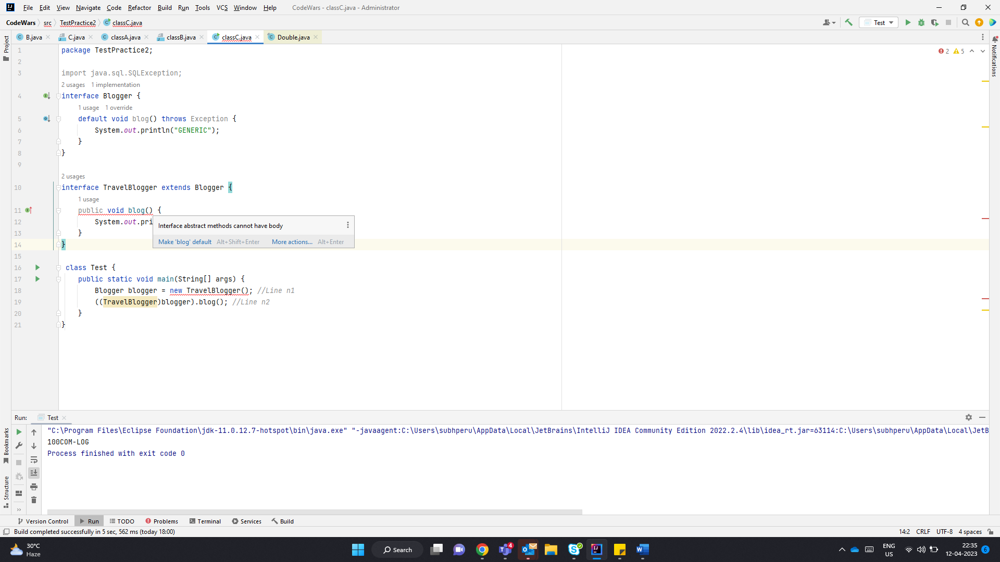 File Edit View Navigate Code Refactor Build Run Tools VCS Window Help CodeWars - classC.java - Administrator
CodeWars src TestPractice2 classC.java Test
B.java C.java classA.java classB.java classC.java Double.java
Project
Notifications
2 5
1 package TestPractice2;
2
3 import java.sql.SQLException;
2 usages 1 implementation
4 interface Blogger {
1 usage 1 override
5 default void blog() throws Exception {
6 System.out.println("GENERIC");
7 }
8 }
9
2 usages
10 interface TravelBlogger extends Blogger {
1 usage
11 public void blog() {
12 System.out.pri
13 }
14 }
Interface abstract methods cannot have body
Make 'blog' default Alt+Shift+Enter More actions... Alt+Enter
15
16 class Test {
17 public static void main(String[] args) {
18 Blogger blogger = new TravelBlogger(); //Line n1
19 ((TravelBlogger)blogger).blog(); //Line n2
20 }
21 }
Run: Test
"C:\Program Files\Eclipse Foundation\jdk-11.0.12.7-hotspot\bin\java.exe" "-javaagent:C:\Users\subhperu\AppData\Local\JetBrains\IntelliJ IDEA Community Edition 2022.2.4\lib\idea_rt.jar=63114:C:\Users\subhperu\AppData\Local\JetB
100COM-LOG
Process finished with exit code 0
Bookmarks
Structure
Version Control Run TODO Problems Terminal Services Build
Build completed successfully in 5 sec, 562 ms (today 18:00) 14:2 CRLF UTF-8 4 spaces
30°C
Haze
Search
4
ENG
US
22:35
12-04-2023
6